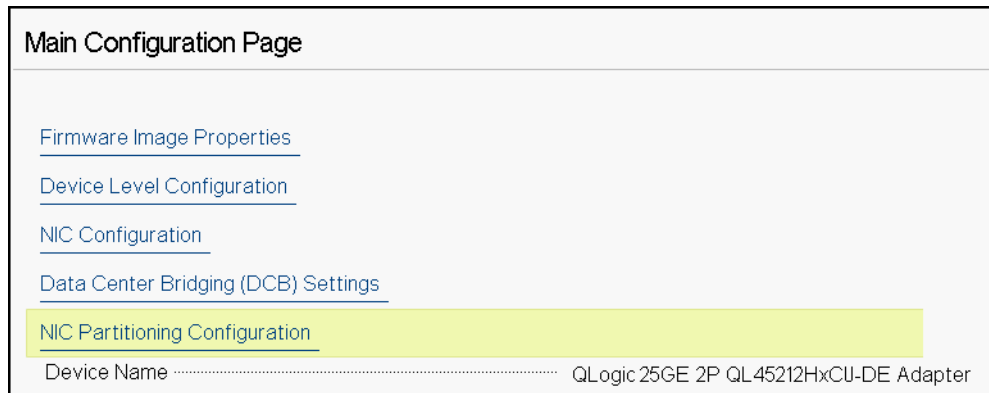 Main Configuration Page
Firmware Image Properties
Device Level Configuration
NIC Configuration
Data Center Bridging (DCB) Settings
NIC Partitioning Configuration
Device Name QLogic 25GE 2P QL45212HxCU-DE Adapter